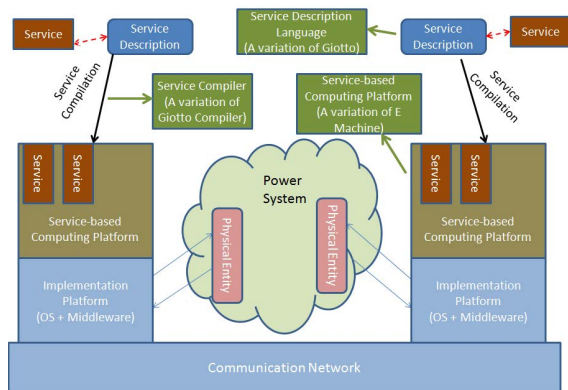 Service
Service
Description
Service Description
Language
(A variation of Giotto)
Service
Description
Service
Service
Compilation
Service Compiler
(A variation of
Giotto Compiler)
Service-based
Computing Platform
(A variation of E
Machine)
Service
Compilation
Service
Service
Service-based
Computing Platform
Power
System
Physical Entity
Physical Entity
Service
Service
Service-based
Computing Platform
Implementation
Platform
(OS + Middleware)
Implementation
Platform
(OS + Middleware)
Communication Network